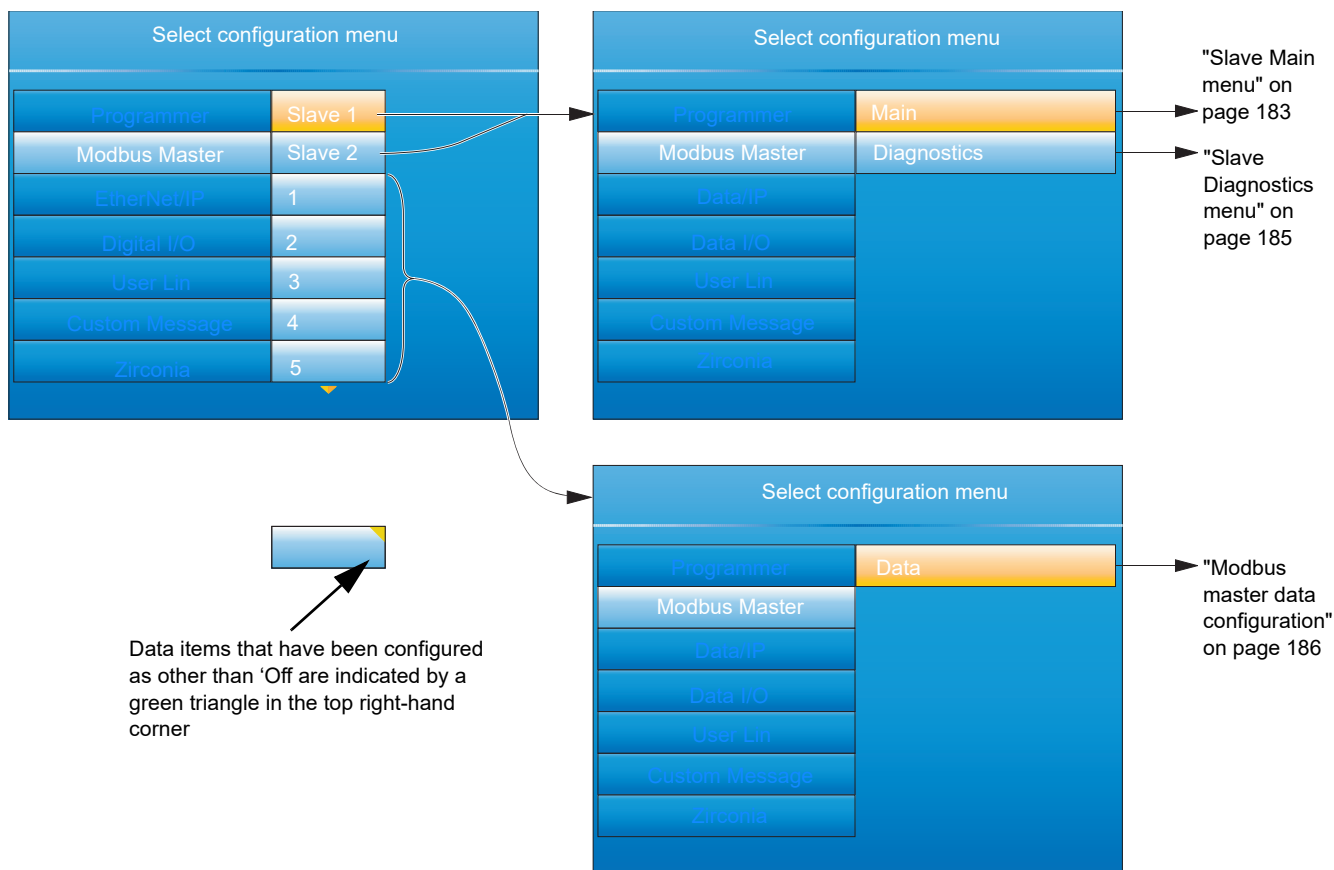 Select configuration menu
Programmer
Slave 1
Modbus Master
Slave 2
EtherNet/IP
1
Digital I/O
2
User Lin
3
Custom Message
4
Zirconia
5
Select configuration menu
Programmer
Main
Modbus Master
Diagnostics
Data/IP
Data I/O
User Lin
Custom Message
Zirconia
"Slave Main
menu" on
page 183
"Slave
Diagnostics
menu" on
page 185
Data items that have been configured
as other than ‘Off are indicated by a
green triangle in the top right-hand
corner
Select configuration menu
Programmer
Data
Modbus Master
Data/IP
Data I/O
User Lin
Custom Message
Zirconia
"Modbus
master data
configuration"
on page 186